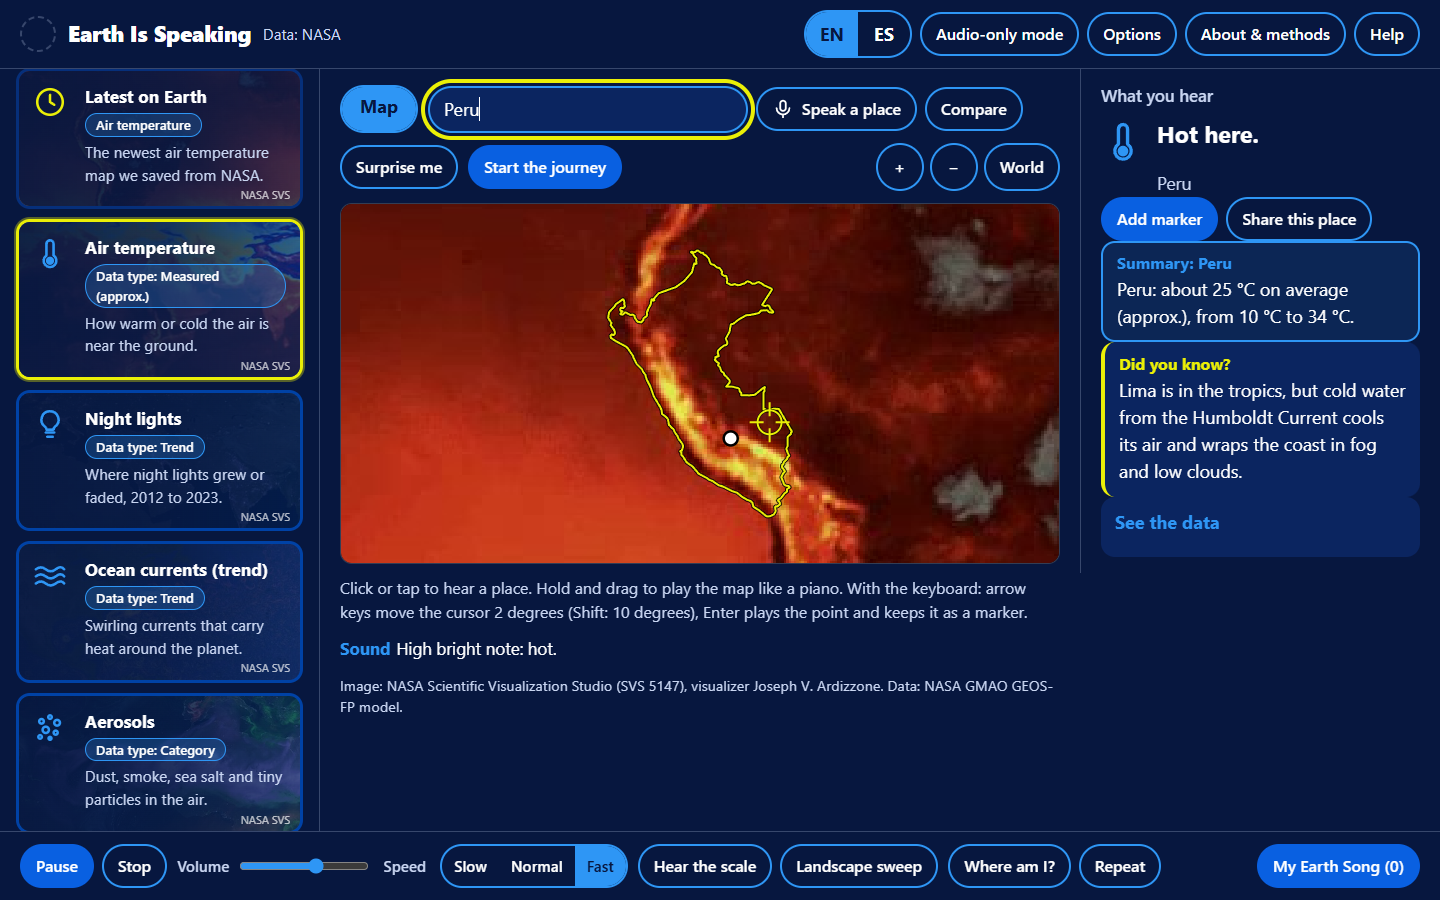 Earth Is Speaking
Data: NASA
EN
ES
Audio-only mode
Options
About & methods
Help
Latest on Earth
Air temperature
The newest air temperature
map we saved from NASA.
NASA SVS
Air temperature
Data type: Measured
(approx.)
How warm or cold the air is
near the ground.
NASA SVS
Night lights
Data type: Trend
Where night lights grew or
faded, 2012 to 2023.
NASA SVS
Ocean currents (trend)
Data type: Trend
Swirling currents that carry
heat around the planet.
NASA SVS
Aerosols
Data type: Category
Dust, smoke, sea salt and tiny
particles in the air.
NASA SVS
Map
Peru
Speak a place
Compare
Surprise me
Start the journey
+
−
World
Click or tap to hear a place. Hold and drag to play the map like a piano. With the keyboard: arrow
keys move the cursor 2 degrees (Shift: 10 degrees), Enter plays the point and keeps it as a marker.
Sound High bright note: hot.
Image: NASA Scientific Visualization Studio (SVS 5147), visualizer Joseph V. Ardizzone. Data: NASA GMAO GEOS-
FP model.
What you hear
Hot here.
Peru
Add marker
Share this place
Summary: Peru
Peru: about 25 °C on average
(approx.), from 10 °C to 34 °C.
Did you know?
Lima is in the tropics, but cold water
from the Humboldt Current cools
its air and wraps the coast in fog
and low clouds.
See the data
Pause
Stop
Volume
Speed
Slow
Normal
Fast
Hear the scale
Landscape sweep
Where am I?
Repeat
My Earth Song (0)